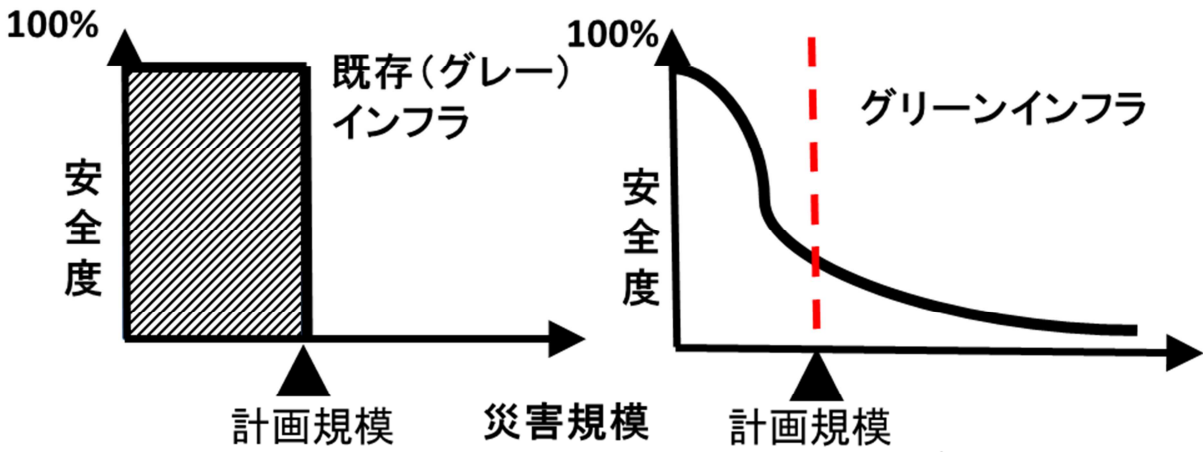 100%
既存(グレー)
インフラ
安全度
計画規模
災害規模
100%
グリーンインフラ
安全度
計画規模